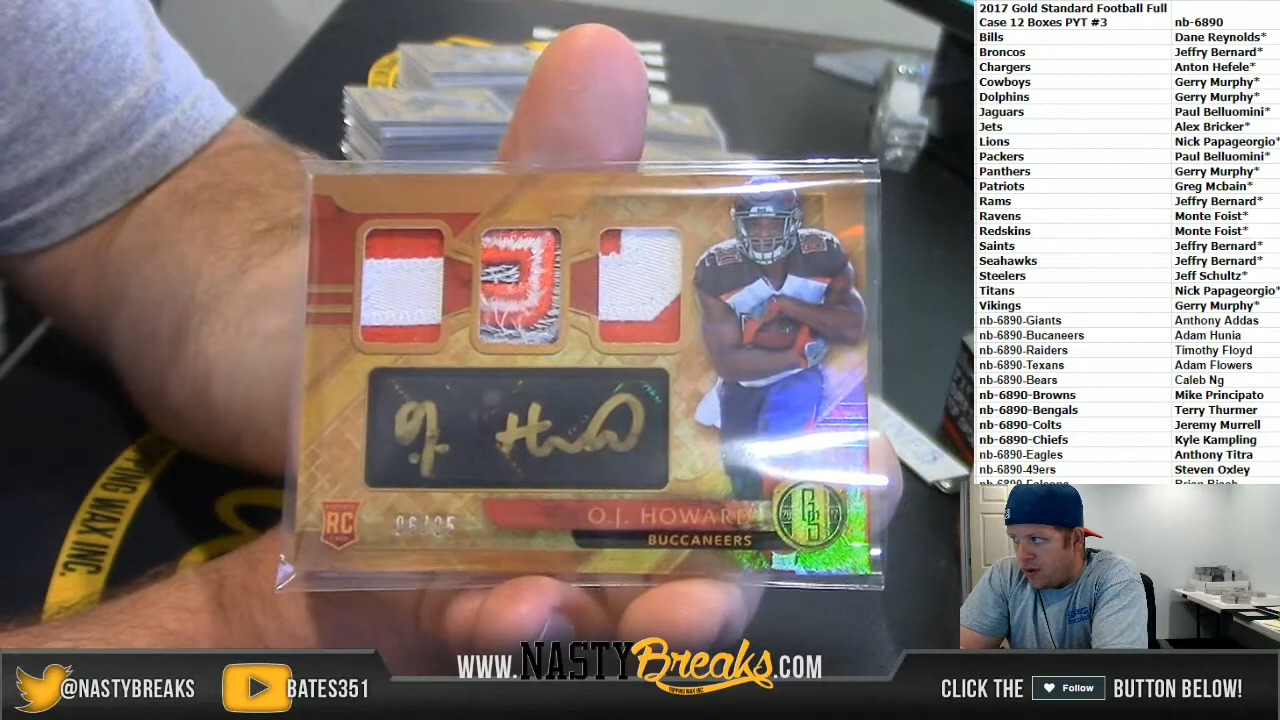 2017 Gold Standard Football Full
Case 12 Boxes PYT #3 nb-6890
Bills Dane Reynolds*
Broncos Jeffry Bernard*
Chargers Anton Hefele*
Cowboys Gerry Murphy*
Dolphins Gerry Murphy*
Jaguars Paul Belluomini*
Jets Alex Bricker*
Lions Nick Papageorgio*
Packers Paul Belluomini*
Panthers Gerry Murphy*
Patriots Greg Mcbain*
Rams Jeffry Bernard*
Ravens Monte Foist*
Redskins Monte Foist*
Saints Jeffry Bernard*
Seahawks Jeffry Bernard*
Steelers Jeff Schultz*
Titans Nick Papageorgio*
Vikings Gerry Murphy*
nb-6890-Giants Anthony Addas
nb-6890-Bucaneers Adam Hunia
nb-6890-Raiders Timothy Floyd
nb-6890-Texans Adam Flowers
nb-6890-Bears Caleb Ng
nb-6890-Browns Mike Principato
nb-6890-Bengals Terry Thurmer
nb-6890-Colts Jeremy Murrell
nb-6890-Chiefs Kyle Kampling
nb-6890-Eagles Anthony Titra
nb-6890-49ers Steven Oxley
RC
O.J. HOWARD
BUCCANEERS
PING WAX INC.
@NASTYBREAKS
BATES351
WWW.NASTYBreaks.COM
RIPPING WAX INC
CLICK THE Follow BUTTON BELOW!